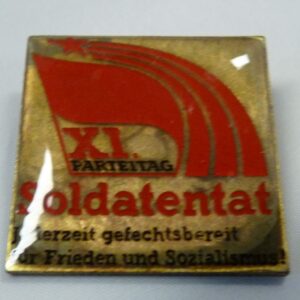 XI.
PARTEITAG
Soldatentat
Jederzeit gefechtsbereit
für Frieden und Sozialismus!